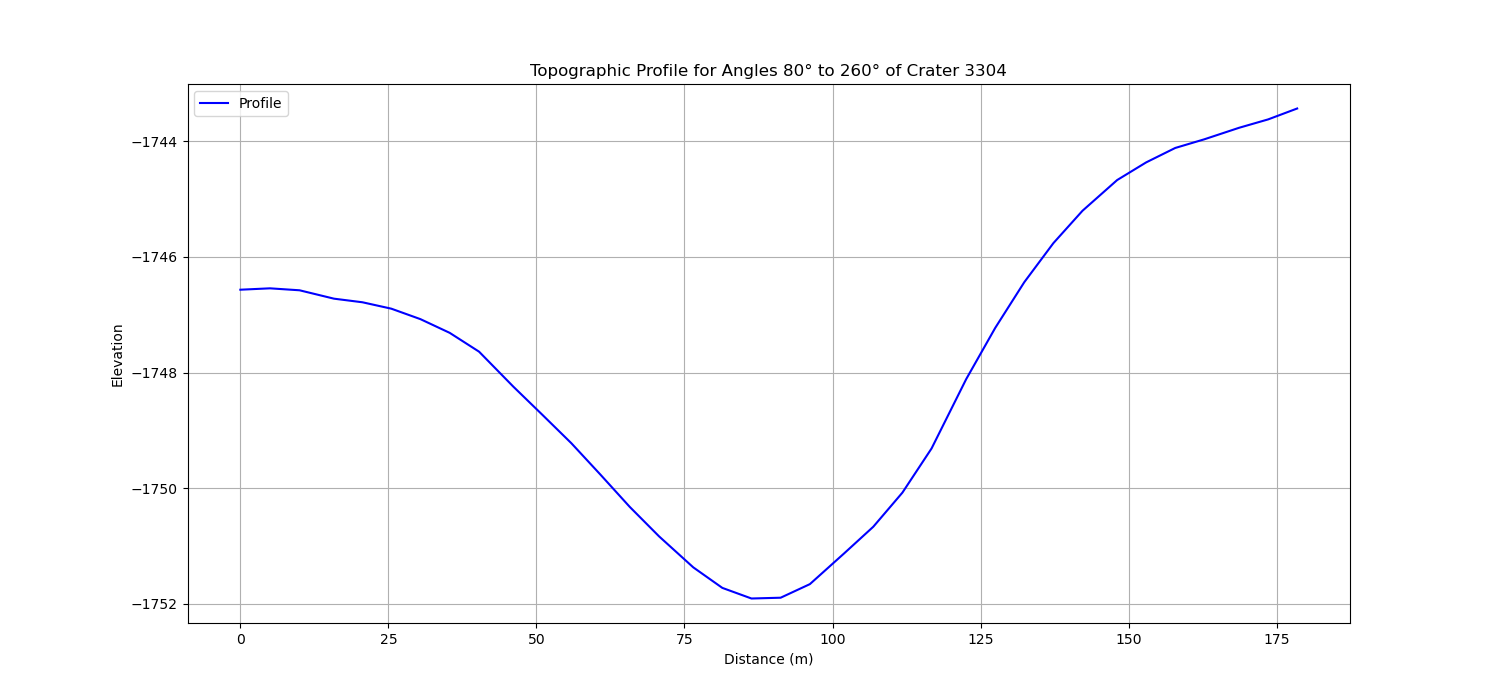 Topographic Profile for Angles 80° to 260° of Crater 3304
Profile
−1744
−1746
−1748
−1750
−1752
Elevation
0 25 50 75 100 125 150 175
Distance (m)